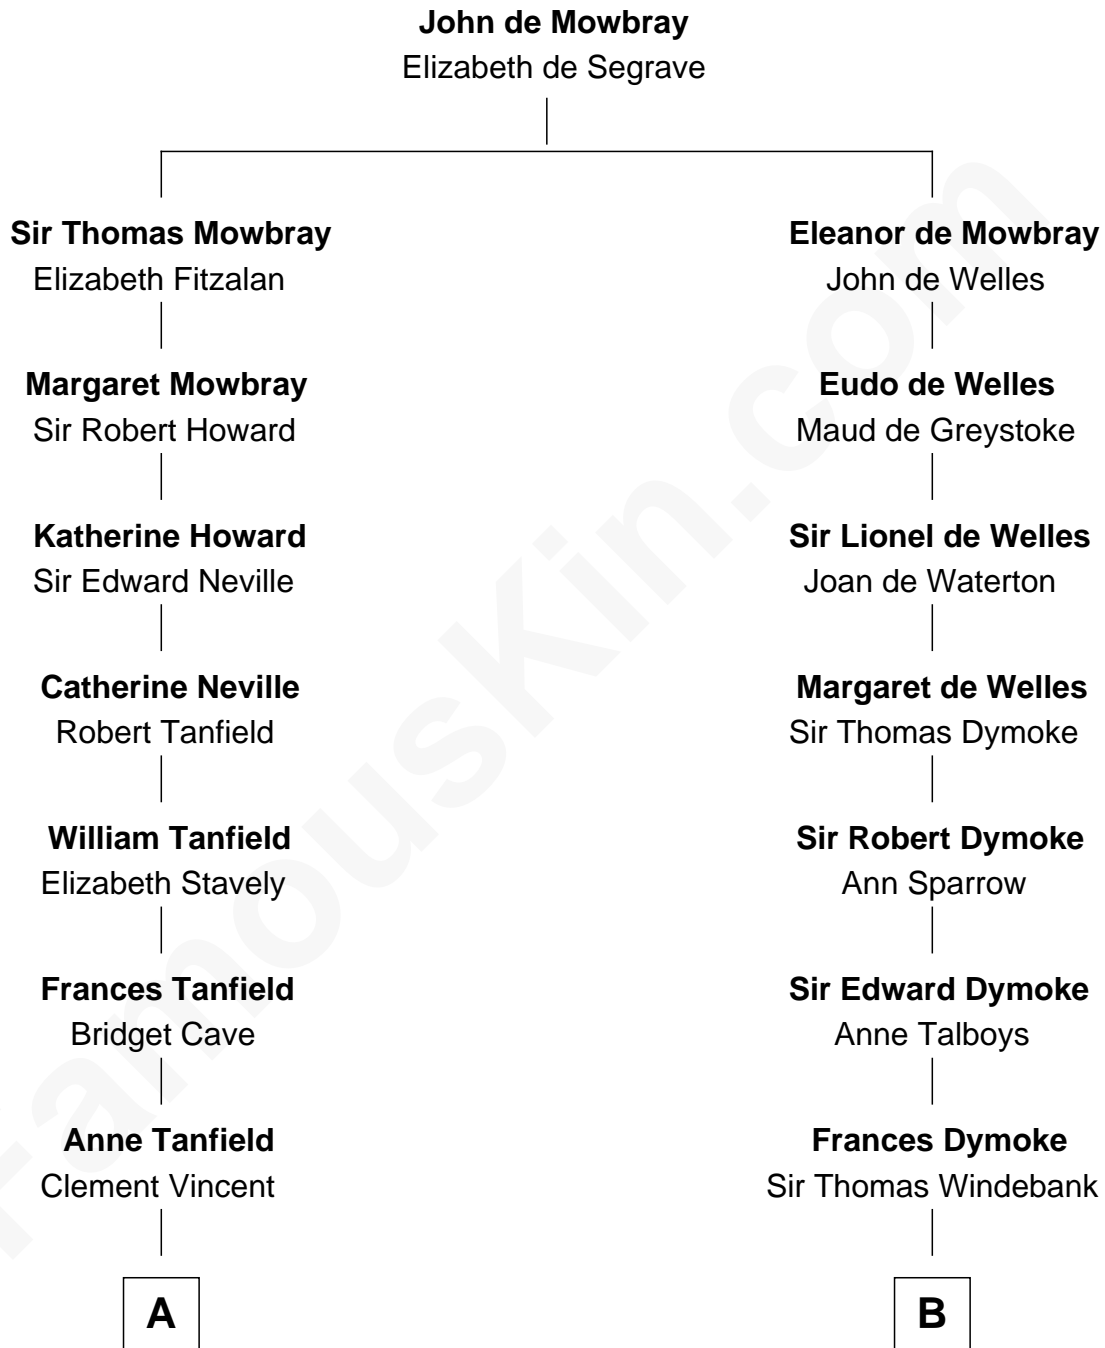 John de Mowbray
Elizabeth de Segrave
Sir Thomas Mowbray
Elizabeth Fitzalan
Eleanor de Mowbray
John de Welles
Margaret Mowbray
Sir Robert Howard
Eudo de Welles
Maud de Greystoke
Katherine Howard
Sir Edward Neville
Sir Lionel de Welles
Joan de Waterton
Catherine Neville
Robert Tanfield
Margaret de Welles
Sir Thomas Dymoke
William Tanfield
Elizabeth Stavely
Sir Robert Dymoke
Ann Sparrow
Frances Tanfield
Bridget Cave
Sir Edward Dymoke
Anne Talboys
Anne Tanfield
Clement Vincent
Frances Dymoke
Sir Thomas Windebank
A
B
FamousKin.com